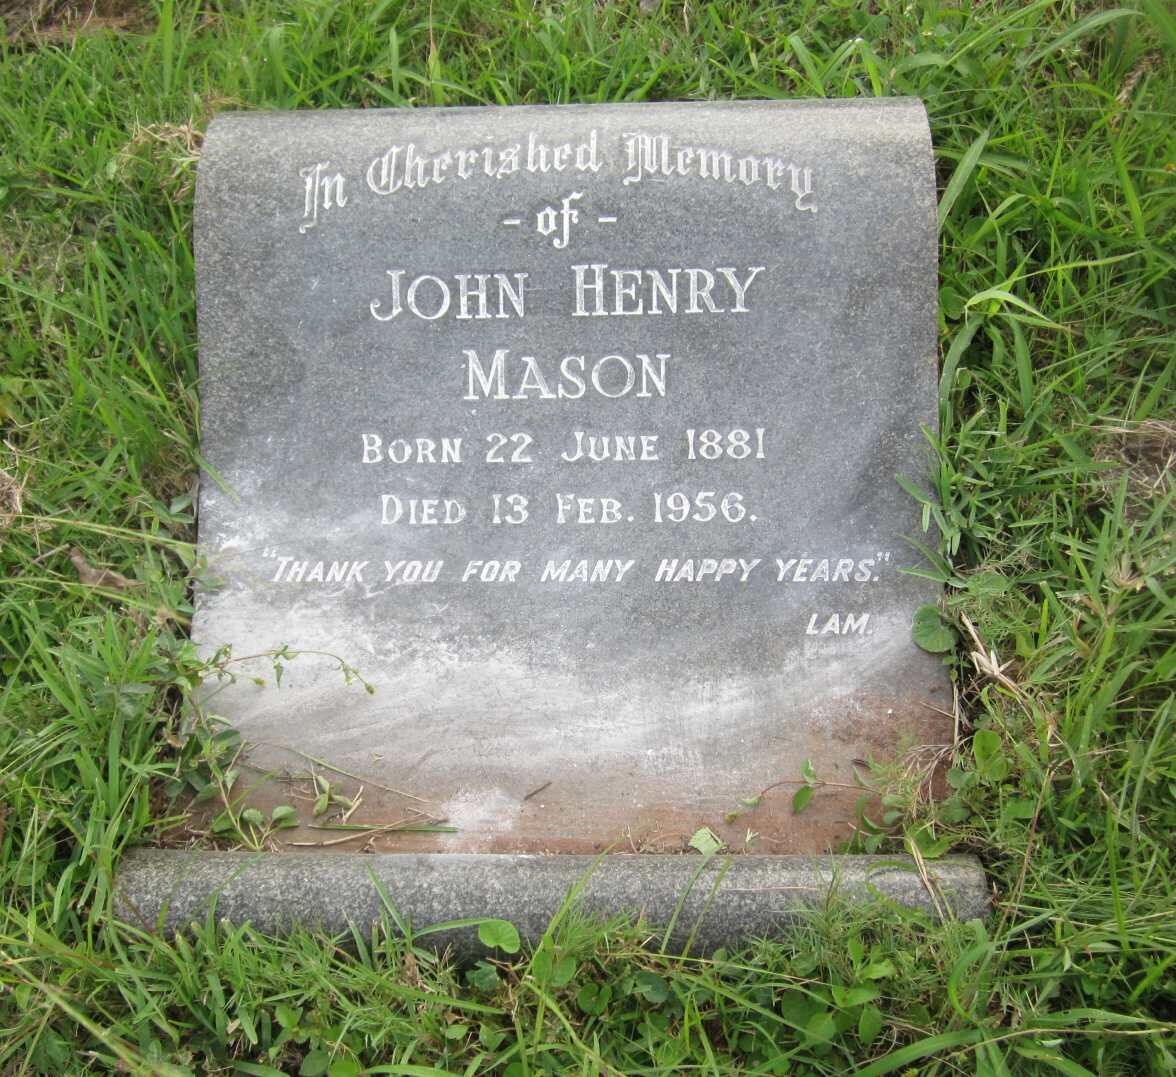 In Cherished Memory
- of -
JOHN HENRY
MASON
BORN 22 JUNE 1881
DIED 13 FEB. 1956.
"THANK YOU FOR MANY HAPPY YEARS."
LAM.